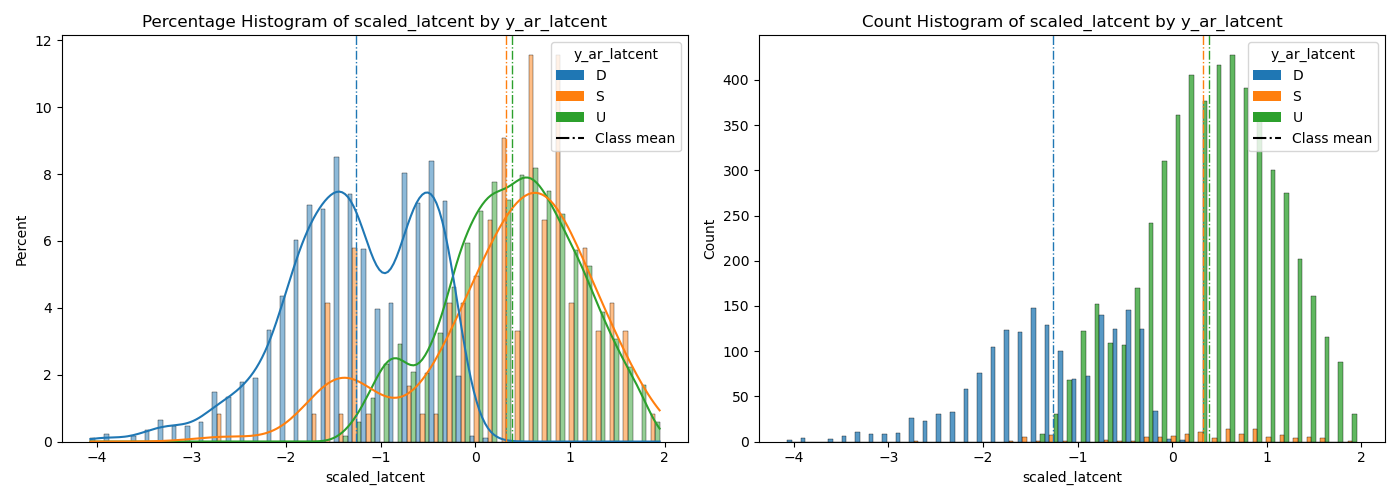 Percentage Histogram of scaled_latcent by y_ar_latcent
12
10
8
6
4
2
0
Percent
−4
−3
−2
−1
0
1
2
scaled_latcent
y_ar_latcent
D
S
U
Class mean
Count Histogram of scaled_latcent by y_ar_latcent
400
350
300
250
200
150
100
50
0
Count
−4
−3
−2
−1
0
1
2
scaled_latcent
y_ar_latcent
D
S
U
Class mean